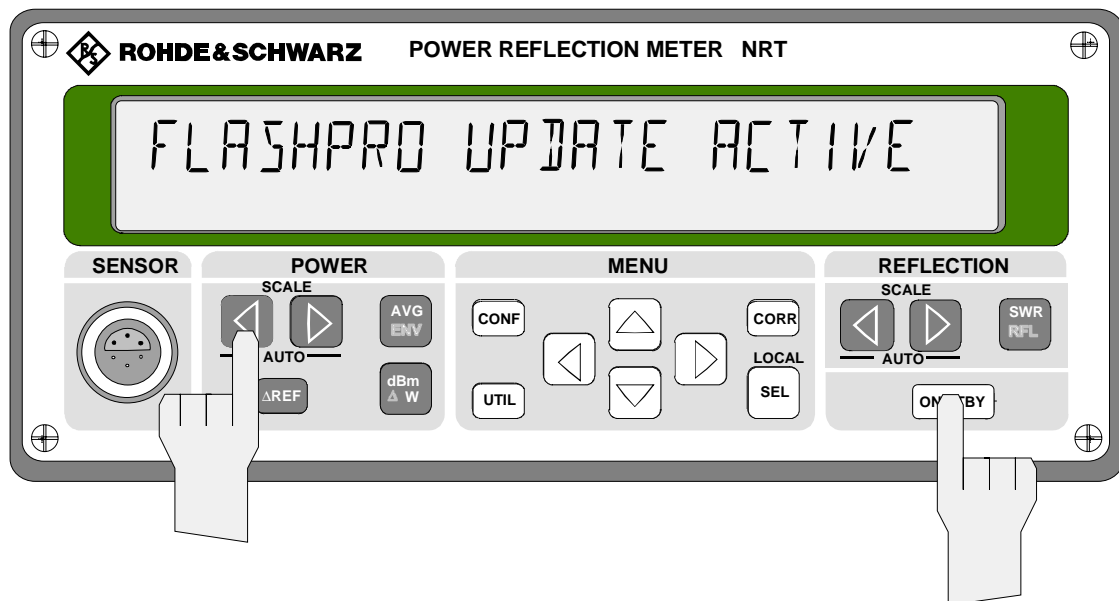 ROHDE&SCHWARZ POWER REFLECTION METER NRT
FLASHPRO UPDATE ACTIVE
SENSOR
POWER
SCALE
AUTO
AVG
ENV
∆REF
dBm
∆ W
MENU
CONF
UTIL
CORR
LOCAL
SEL
REFLECTION
SCALE
AUTO
SWR
RFL